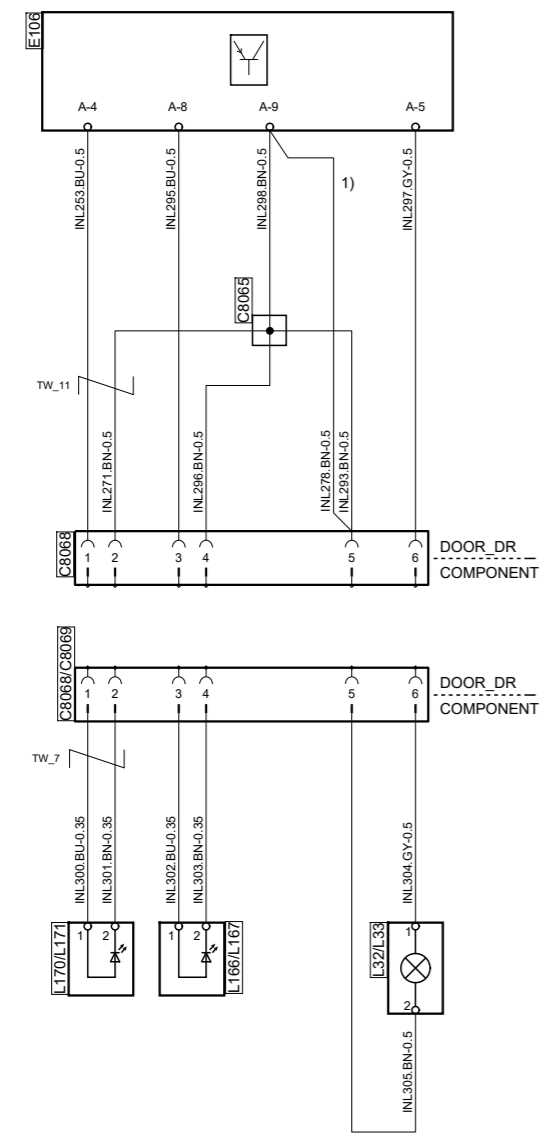 E106
A-4 A-8 A-9 A-5
INL253.BU-0.5
INL295.BU-0.5
INL298.BN-0.5
1)
INL297.GY-0.5
C8065
TW_11
INL271.BN-0.5
INL296.BN-0.5
INL278.BN-0.5
INL293.BN-0.5
C8068
1 2 3 4 5 6
DOOR_DR
COMPONENT
C8068/C8069
1 2 3 4 5 6
DOOR_DR
COMPONENT
TW_7
INL300.BU-0.35
INL301.BN-0.35
INL302.BU-0.35
INL303.BN-0.35
INL304.GY-0.5
L170/L171
1 2
1 2
L166/L167
L32/L33
1
2
INL305.BN-0.5